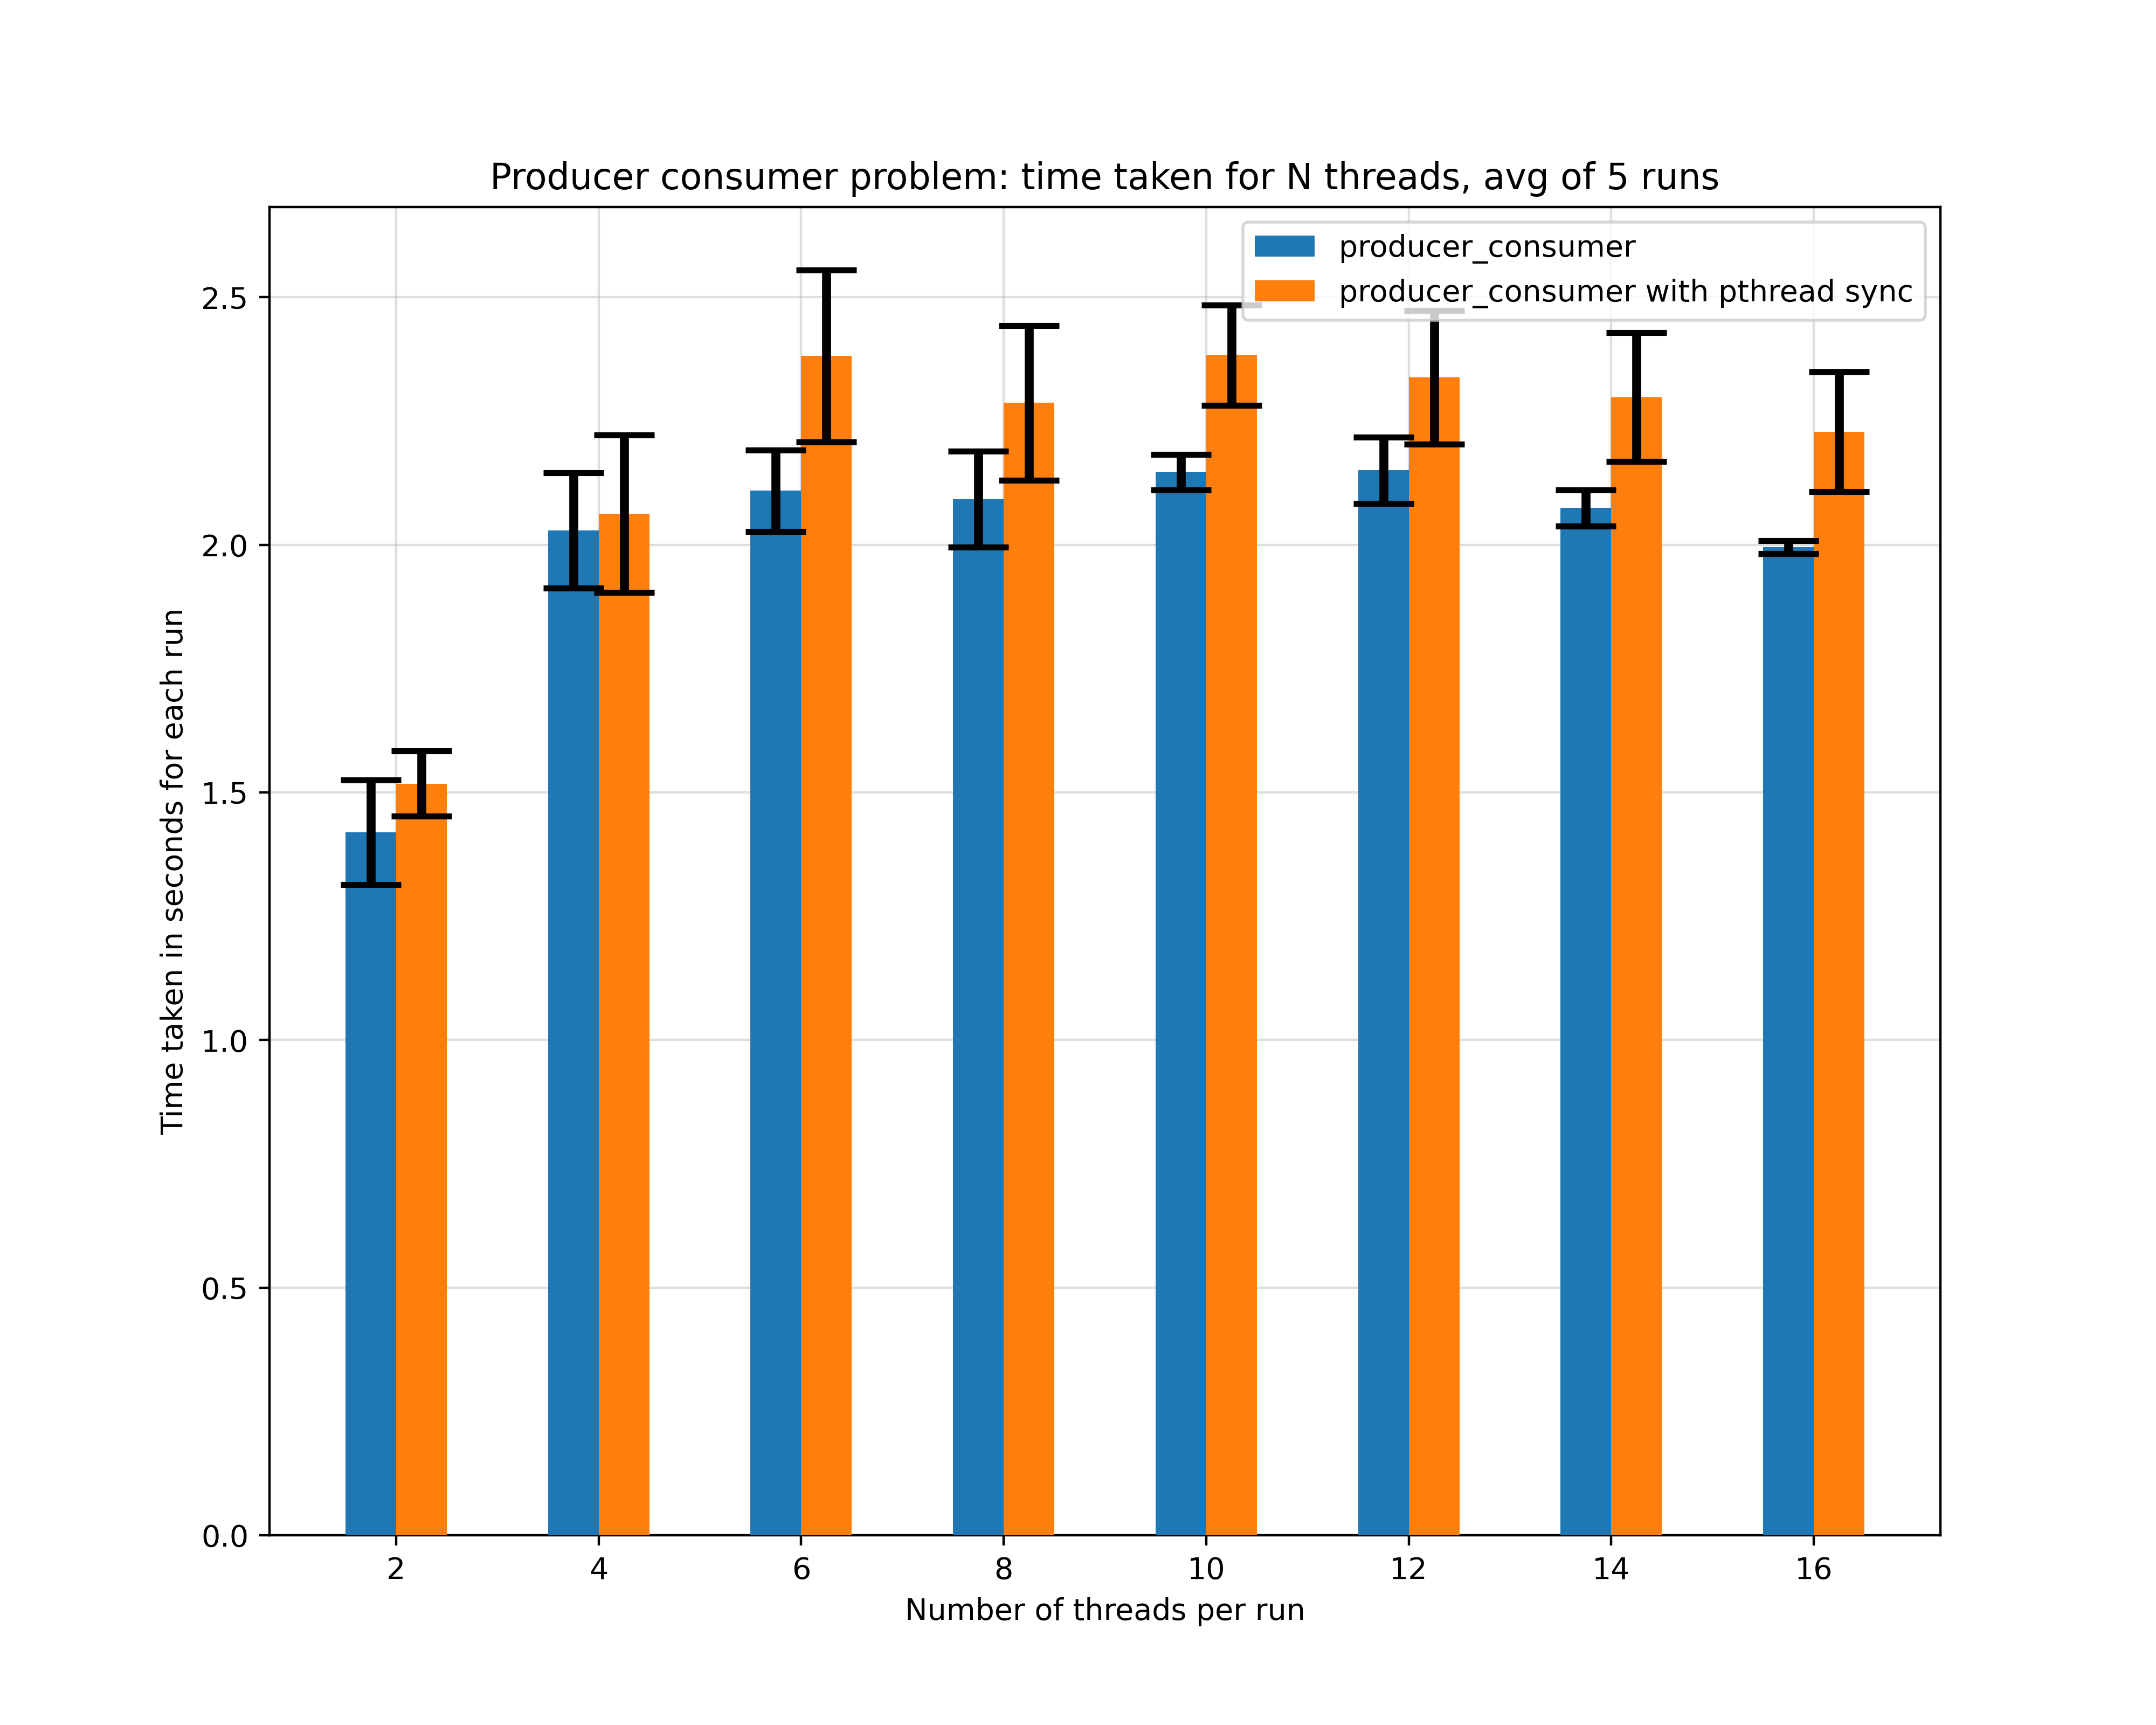 Producer consumer problem: time taken for N threads, avg of 5 runs
producer_consumer
producer_consumer with pthread sync
Time taken in seconds for each run
2.5
2.0
1.5
1.0
0.5
0.0
2 4 6 8 10 12 14 16
Number of threads per run